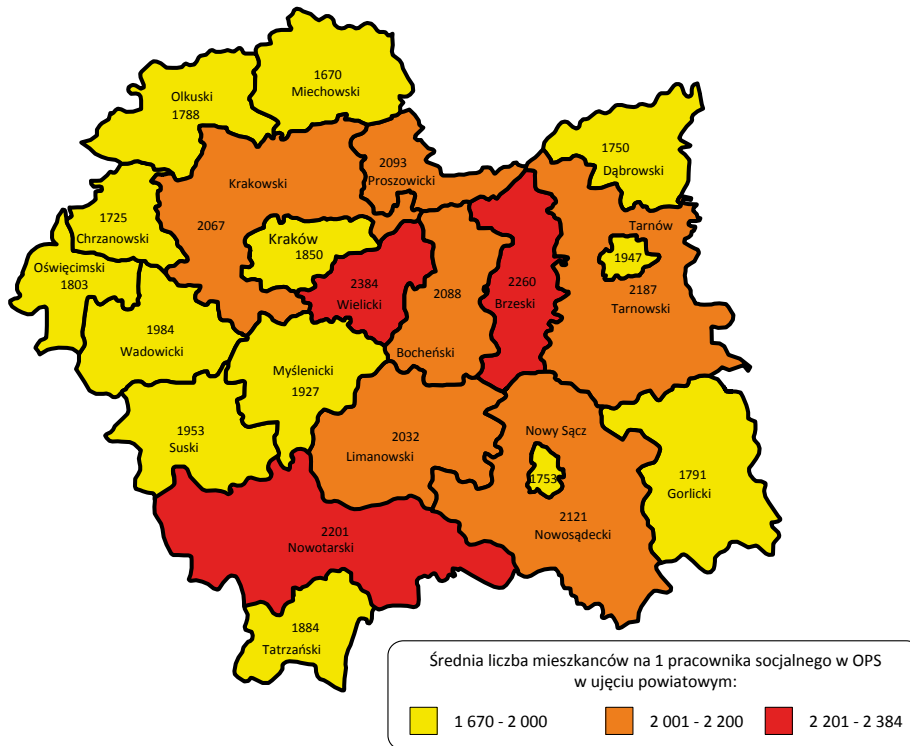 1670
Miechowski
Olkuski
1788
1750
Dąbrowski
2093
Proszowicki
Krakowski
2067
1725
Chrzanowski
Tarnów
1947
Kraków
1850
Oświęcimski
1803
2384
Wielicki
2088
Bocheński
2260
Brzeski
2187
Tarnowski
1984
Wadowicki
Myślenicki
1927
1953
Suski
2032
Limanowski
Nowy Sącz
1753
1791
Gorlicki
2121
Nowosądecki
2201
Nowotarski
1884
Tatrzański
Średnia liczba mieszkańców na 1 pracownika socjalnego w OPS
w ujęciu powiatowym:
1 670 - 2 000
2 001 - 2 200
2 201 - 2 384